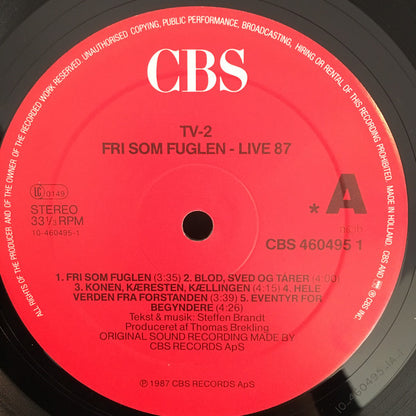 ALL RIGHTS OF THE PRODUCER AND OF THE OWNER OF THE RECORDED WORK RESERVED. UNAUTHORISED COPYING, PUBLIC PERFORMANCE, BROADCASTING, HIRING OR RENTAL OF THIS RECORDING PROHIBITED. MADE IN HOLLAND.
CBS
TV-2
FRI SOM FUGLEN - LIVE 87
LC 0149
STEREO
33⅓ RPM
10-460495-1
*A
CBS 460495 1
1. FRI SOM FUGLEN (3:35) 2. BLOD, SVED OG TÅRER (4:00)
3. KONEN, KÆRESTEN, KÆLLINGEN (4:15) 4. HELE
VERDEN FRA FORSTANDEN (3:39) 5. EVENTYR FOR
BEGYNDERE (4:26)
Tekst & musik: Steffen Brandt
Produceret af Thomas Brekling
ORIGINAL SOUND RECORDING MADE BY
CBS RECORDS ApS
℗ 1987 CBS RECORDS ApS